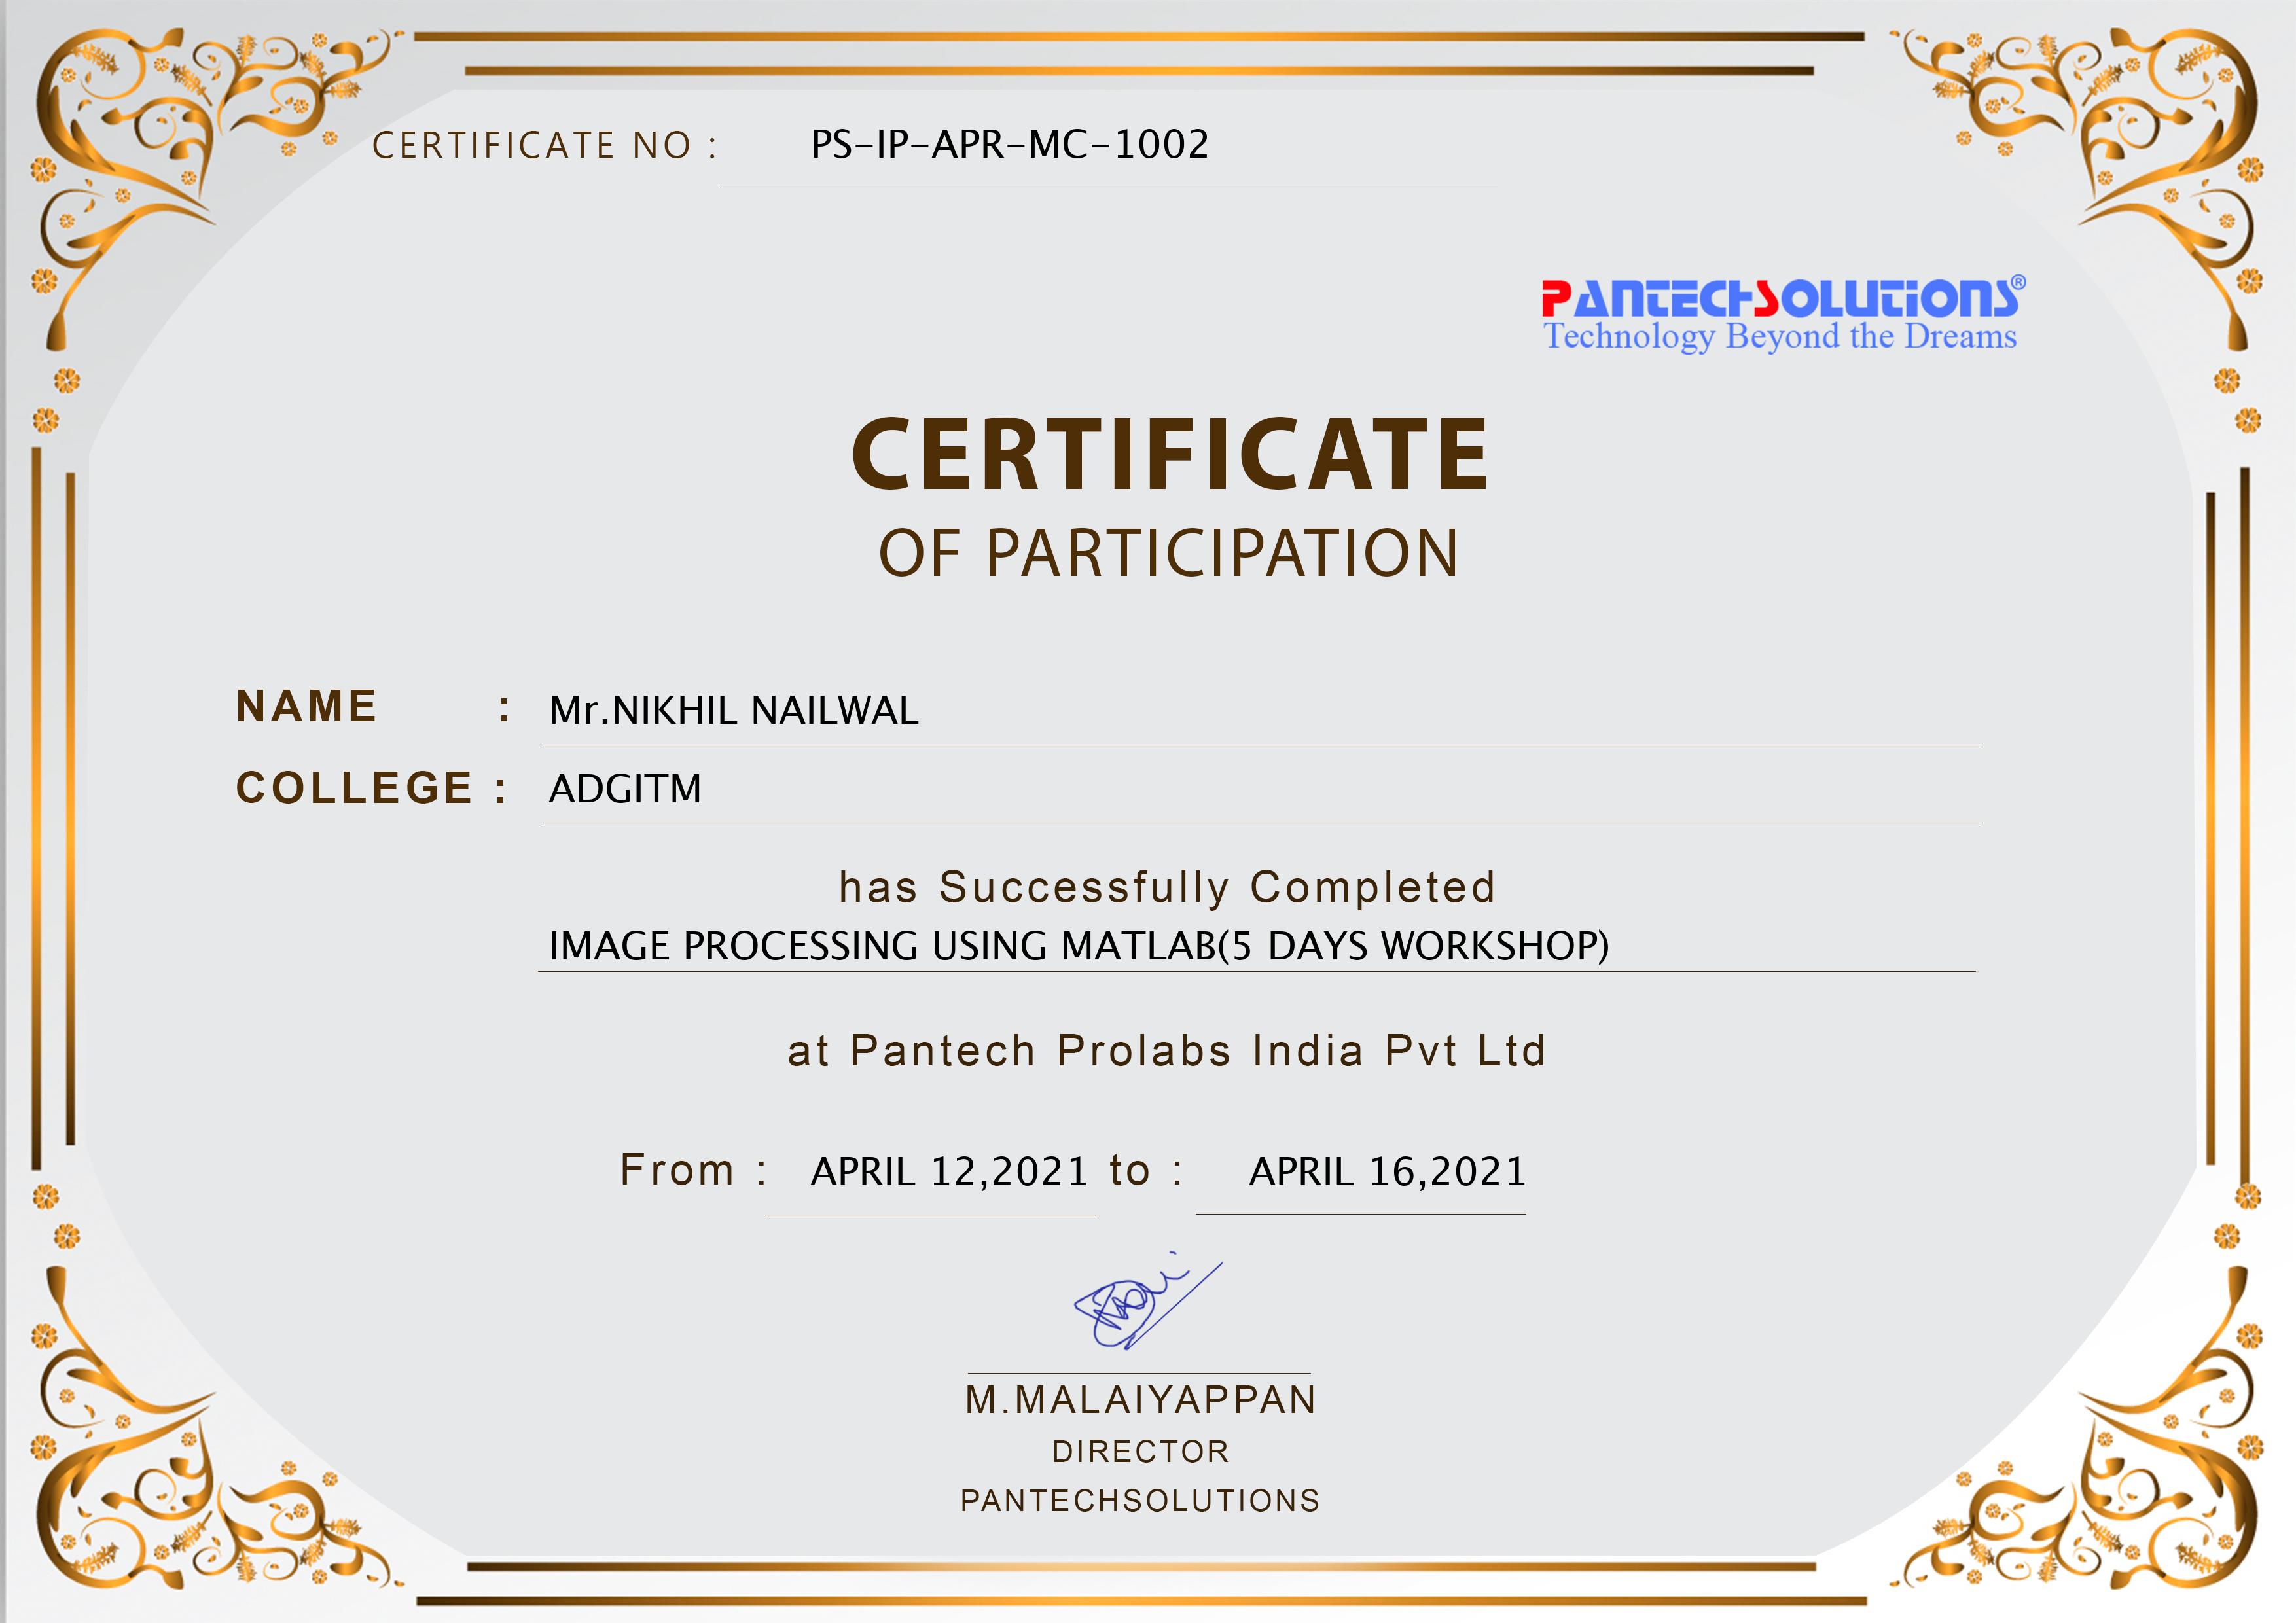 CERTIFICATE NO : PS-IP-APR-MC-1002
PANTECHSOLUTIONS®
Technology Beyond the Dreams
CERTIFICATE
OF PARTICIPATION
NAME : Mr.NIKHIL NAILWAL
COLLEGE : ADGITM
has Successfully Completed
IMAGE PROCESSING USING MATLAB(5 DAYS WORKSHOP)
at Pantech Prolabs India Pvt Ltd
From : APRIL 12,2021 to : APRIL 16,2021
M.MALAIYAPPAN
DIRECTOR
PANTECHSOLUTIONS